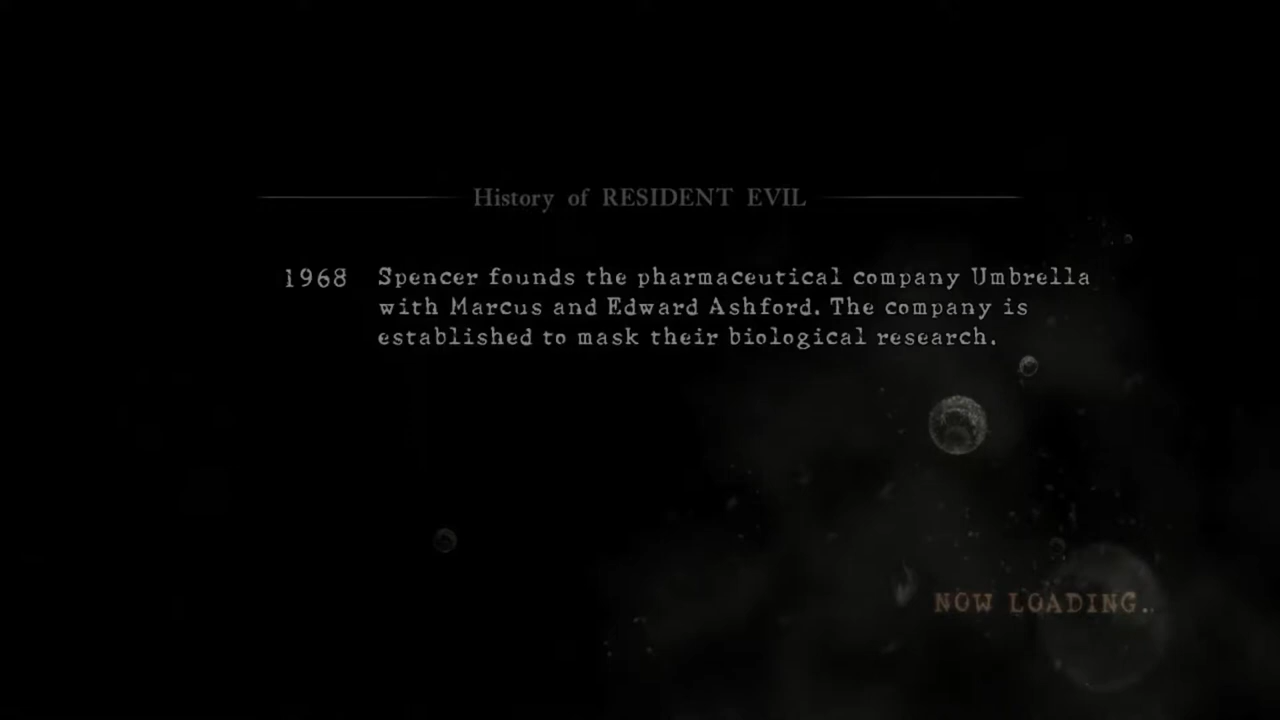 History of RESIDENT EVIL
1968 Spencer founds the pharmaceutical company Umbrella
with Marcus and Edward Ashford. The company is
established to mask their biological research.
NOW LOADING..